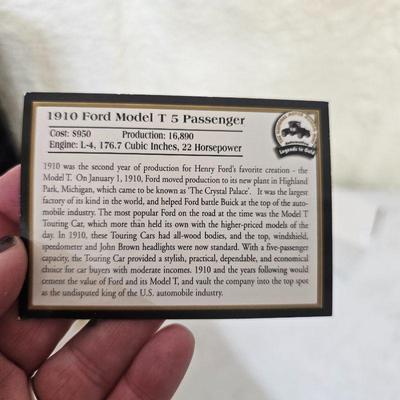 1910 Ford Model T 5 Passenger
Cost: $950 Production: 16,890
Engine: L-4, 176.7 Cubic Inches, 22 Horsepower
Legends in Gold
1910 was the second year of production for Henry Ford's favorite creation - the
Model T. On January 1, 1910, Ford moved production to its new plant in Highland
Park, Michigan, which came to be known as 'The Crystal Palace'. It was the largest
factory of its kind in the world, and helped Ford battle Buick at the top of the auto-
mobile industry. The most popular Ford on the road at the time was the Model T
Touring Car, which more than held its own with the higher-priced models of the
day. In 1910, these Touring Cars had all-wood bodies, and the top, windshield,
speedometer and John Brown headlights were now standard. With a five-passenger
capacity, the Touring Car provided a stylish, practical, dependable, and economical
choice for car buyers with moderate incomes. 1910 and the years following would
cement the value of Ford and its Model T, and vault the company into the top spot
as the undisputed king of the U.S. automobile industry.